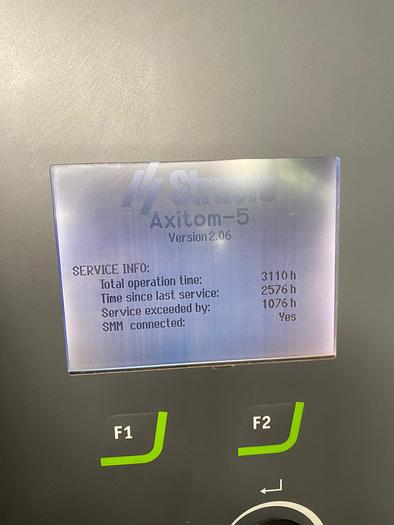 Struers
Axitom-5
Version 2.06
SERVICE INFO:
Total operation time: 3110 h
Time since last service: 2576 h
Service exceeded by: 1076 h
SMM connected: Yes
F1 F2